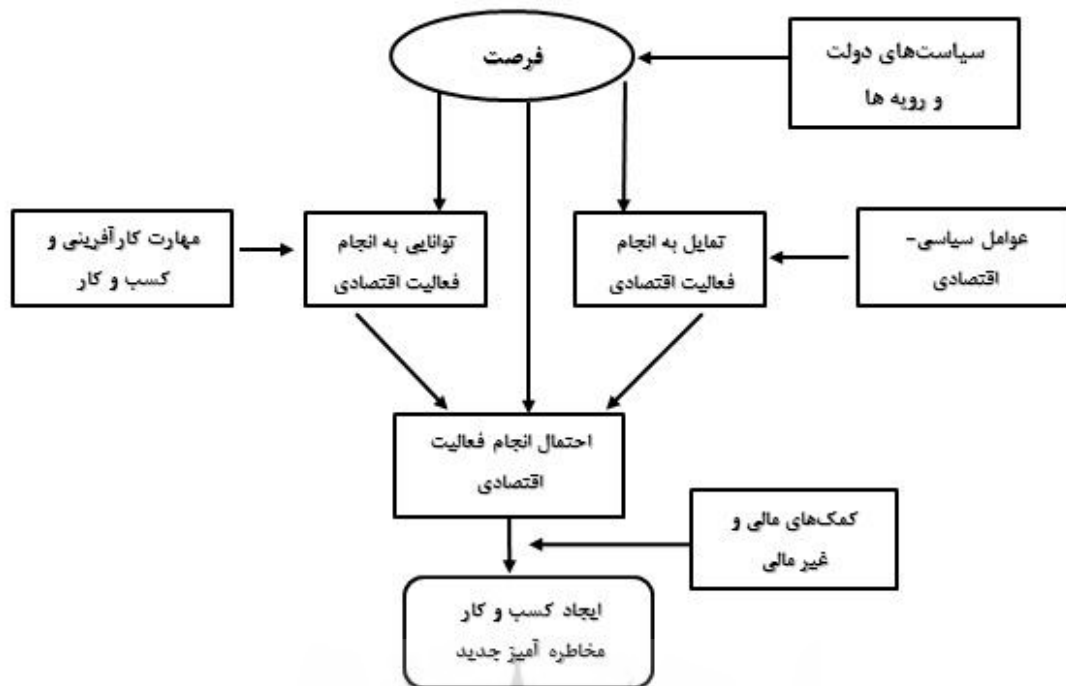 فرصت
سیاست‌های دولت
و رویه ها
مهارت کارآفرینی و
کسب و کار
توانایی به انجام
فعالیت اقتصادی
تمایل به انجام
فعالیت اقتصادی
عوامل سیاسی-
اقتصادی
احتمال انجام فعالیت
اقتصادی
کمک‌های مالی و
غیر مالی
ایجاد کسب و کار
مخاطره آمیز جدید